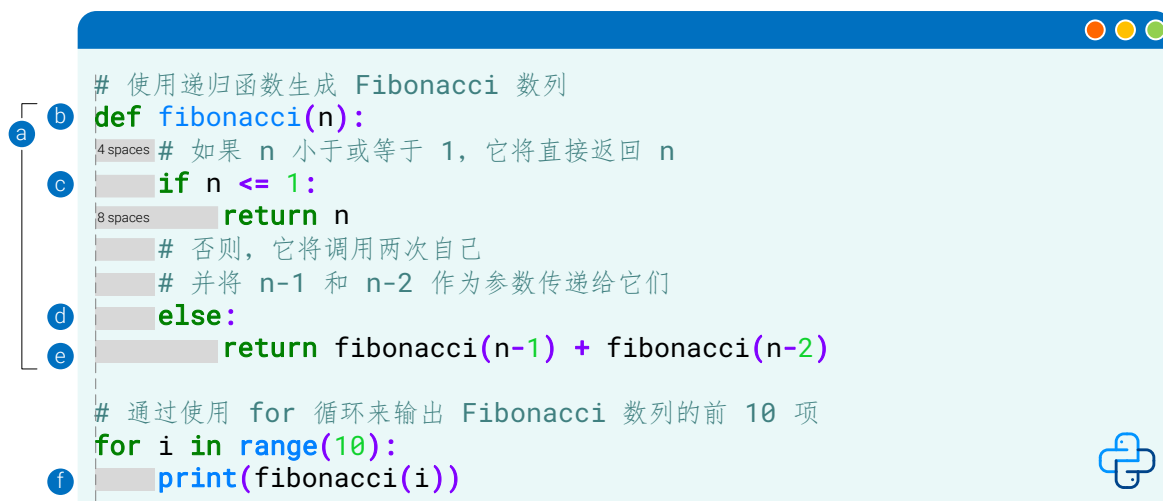 # 使用递归函数生成 Fibonacci 数列
a
b def fibonacci(n):
4 spaces # 如果 n 小于或等于 1, 它将直接返回 n
c if n <= 1:
8 spaces return n
# 否则, 它将调用两次自己
# 并将 n-1 和 n-2 作为参数传递给它们
d else:
e return fibonacci(n-1) + fibonacci(n-2)
# 通过使用 for 循环来输出 Fibonacci 数列的前 10 项
for i in range(10):
f print(fibonacci(i))